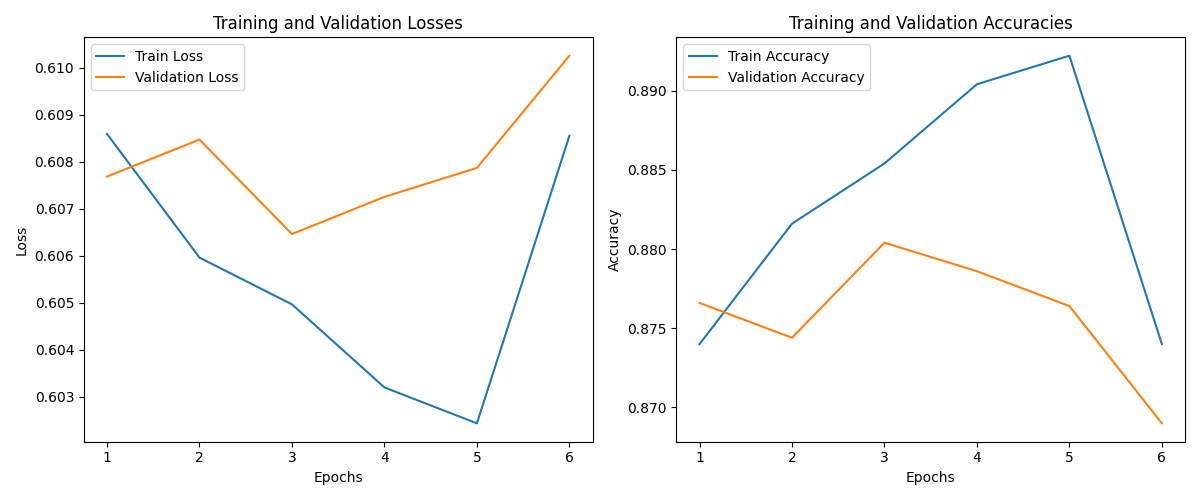 Training and Validation Losses
Train Loss
Validation Loss
0.610
0.609
0.608
0.607
0.606
0.605
0.604
0.603
Loss
1 2 3 4 5 6
Epochs
Training and Validation Accuracies
Train Accuracy
Validation Accuracy
0.890
0.885
0.880
0.875
0.870
Accuracy
1 2 3 4 5 6
Epochs